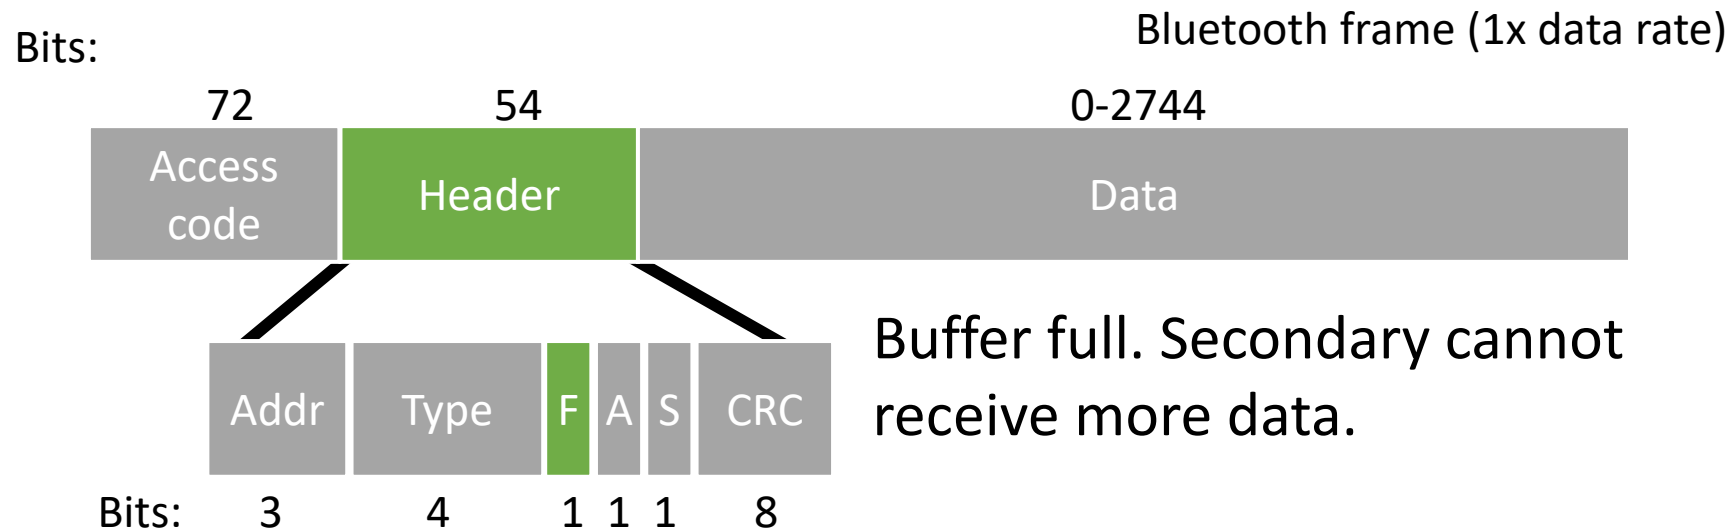 Bluetooth frame (1x data rate)
Bits:
72 54 0-2744
Access
code
Header
Data
Buffer full. Secondary cannot
receive more data.
Addr Type F A S CRC
Bits: 3 4 1 1 1 8